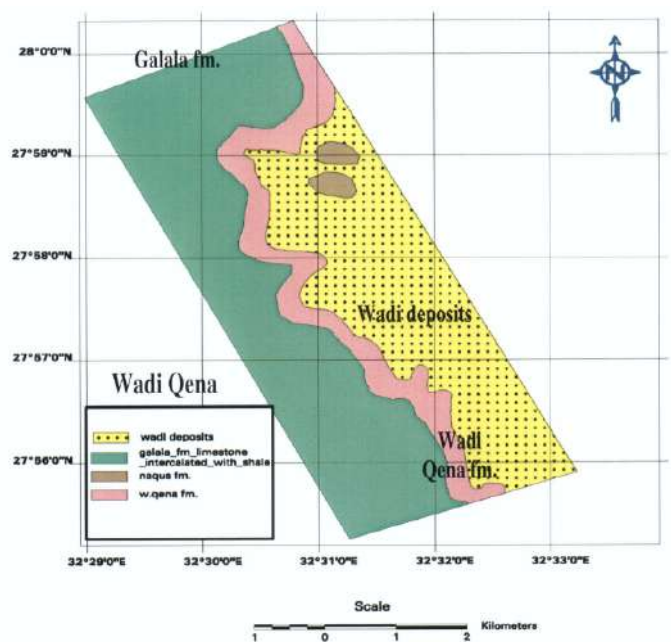 28°0'0"N
Galala fm.
N
27°59'0"N
27°58'0"N
Wadi deposits
27°57'0"N
Wadi Qena
wadi deposits
galala_fm_limestone
_intercalated_with_shale
naqus fm.
w.qena fm.
Wadi
Qena fm.
27°56'0"N
32°29'0"E 32°30'0"E 32°31'0"E 32°32'0"E 32°33'0"E
Scale
1 0 1 2 Kilometers